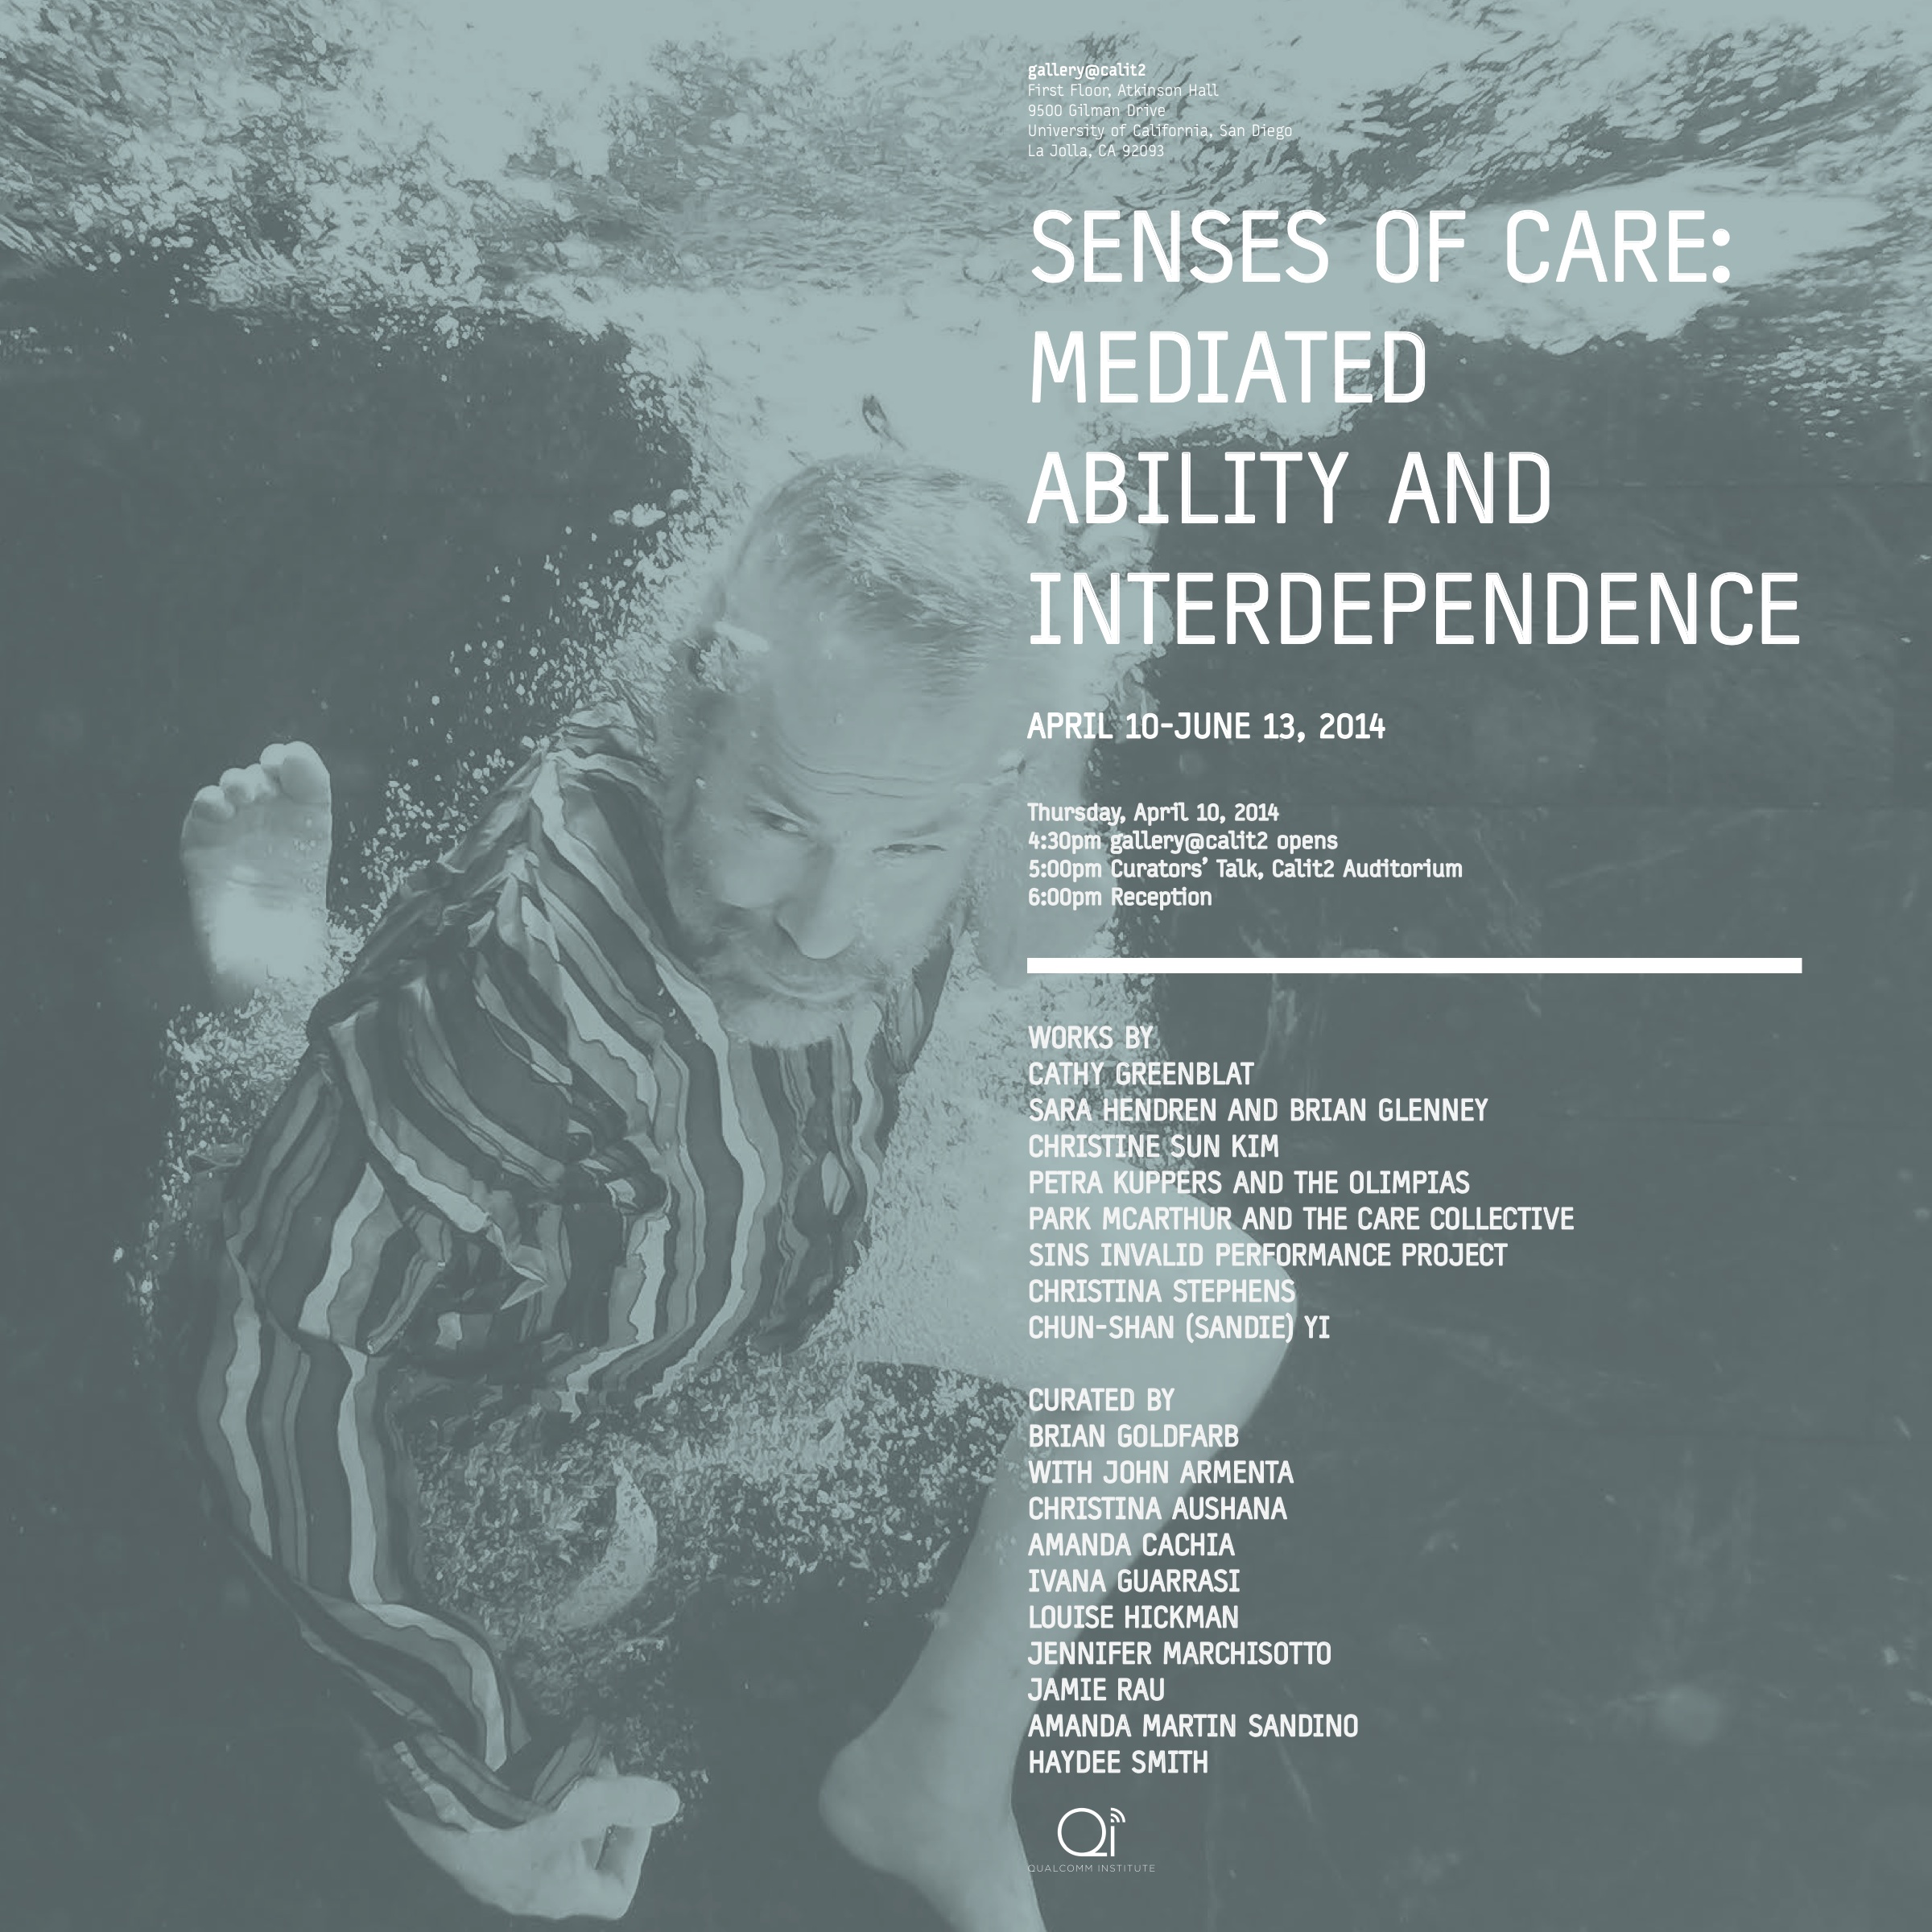 gallery@calit2
First Floor, Atkinson Hall
9500 Gilman Drive
University of California, San Diego
La Jolla, CA 92093
SENSES OF CARE:
MEDIATED
ABILITY AND
INTERDEPENDENCE
APRIL 10-JUNE 13, 2014
Thursday, April 10, 2014
4:30pm gallery@calit2 opens
5:00pm Curators’ Talk, Calit2 Auditorium
6:00pm Reception
WORKS BY
CATHY GREENBLAT
SARA HENDREN AND BRIAN GLENNEY
CHRISTINE SUN KIM
PETRA KUPPERS AND THE OLIMPIAS
PARK MCARTHUR AND THE CARE COLLECTIVE
SINS INVALID PERFORMANCE PROJECT
CHRISTINA STEPHENS
CHUN-SHAN (SANDIE) YI
CURATED BY
BRIAN GOLDFARB
WITH JOHN ARMENTA
CHRISTINA AUSHANA
AMANDA CACHIA
IVANA GUARRASI
LOUISE HICKMAN
JENNIFER MARCHISOTTO
JAMIE RAU
AMANDA MARTIN SANDINO
HAYDEE SMITH
Qi
QUALCOMM INSTITUTE